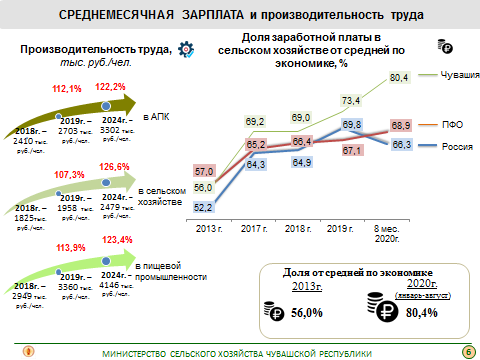 СРЕДНЕМЕСЯЧНАЯ ЗАРПЛАТА и производительность труда
Производительность труда,
тыс. руб./чел.
112,1%
122,2%
2018г. –
2410 тыс.
руб./чел.
2019г. –
2703 тыс.
руб./чел.
2024г. –
3302 тыс.
руб./чел.
в АПК
107,3%
126,6%
2018г. –
1825тыс.
руб./чел.
2019г. –
1958 тыс.
руб./чел.
2024г. –
2479 тыс.
руб./чел.
в сельском
хозяйстве
113,9%
123,4%
2018г. –
2949 тыс.
руб./чел.
2019г. –
3360 тыс.
руб./чел.
2024г. –
4146 тыс.
руб./чел.
в пищевой
промышленности
Доля заработной платы в
сельском хозяйстве от средней по
экономике, %
80,4
Чувашия
73,4
69,2
69,0
69,8
68,9
ПФО
65,2
66,4
67,1
66,3
Россия
64,3
64,9
57,0
56,0
52,2
2013 г.
2017 г.
2018 г.
2019 г.
8 мес.
2020г.
Доля от средней по экономике
2013г.
56,0%
2020г.
(январь-август)
80,4%
МИНИСТЕРСТВО СЕЛЬСКОГО ХОЗЯЙСТВА ЧУВАШСКОЙ РЕСПУБЛИКИ
6